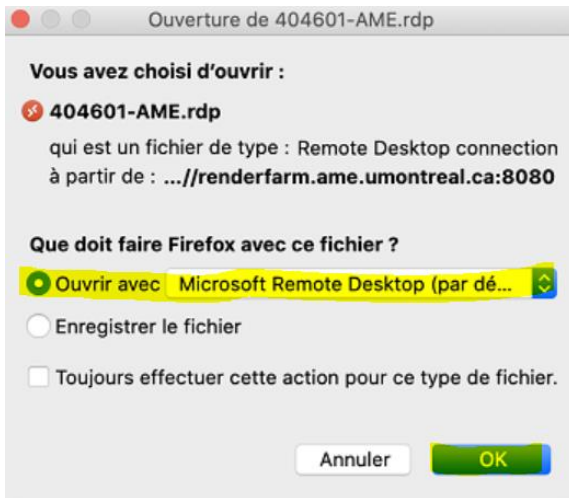 Ouverture de 404601-AME.rdp
Vous avez choisi d'ouvrir :
404601-AME.rdp
qui est un fichier de type : Remote Desktop connection
à partir de : ...//renderfarm.ame.umontreal.ca:8080
Que doit faire Firefox avec ce fichier ?
Ouvrir avec Microsoft Remote Desktop (par dé...
Enregistrer le fichier
Toujours effectuer cette action pour ce type de fichier.
Annuler OK